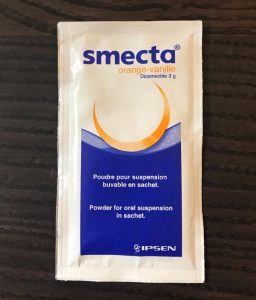 smecta®
orange-vanille
Diosmectite 3 g
Poudre pour suspension
buvable en sachet.
Powder for oral suspension
in sachet.
IPSEN